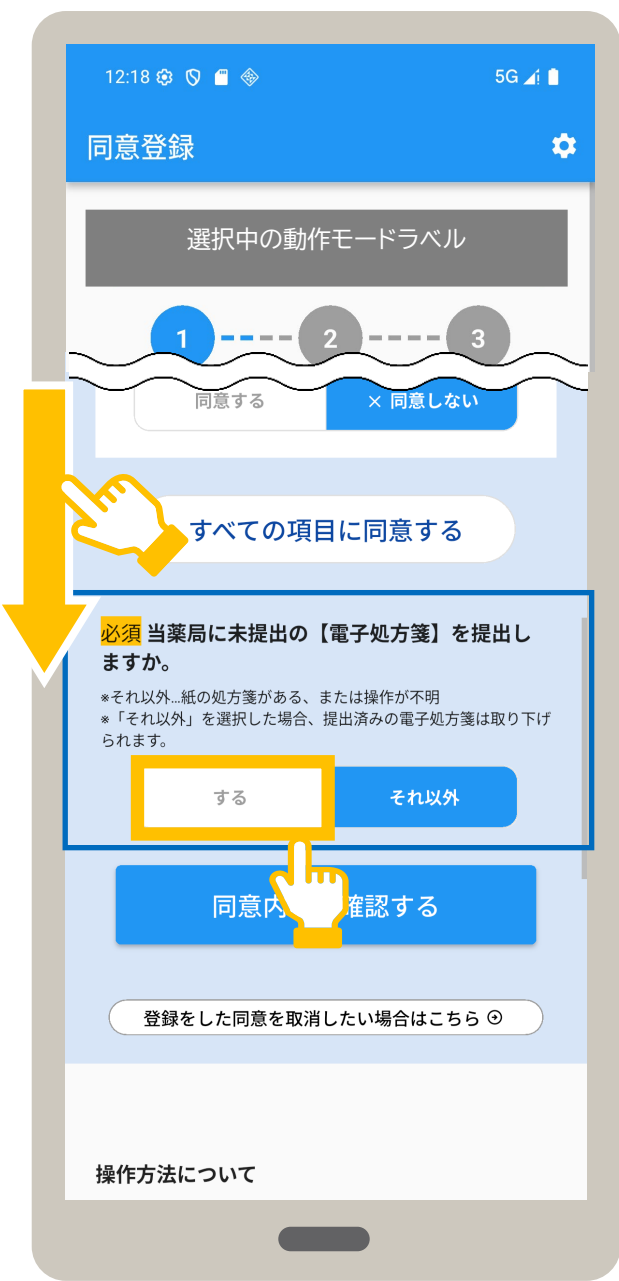 12:18 5G
同意登録
選択中の動作モードラベル
1 2 3
同意する × 同意しない
すべての項目に同意する
必須 当薬局に未提出の【電子処方箋】を提出し
ますか。
※それ以外…紙の処方箋がある、または操作が不明
※「それ以外」を選択した場合、提出済みの電子処方箋は取り下げ
られます。
する それ以外
同意内 確認する
登録をした同意を取消したい場合はこちら
操作方法について